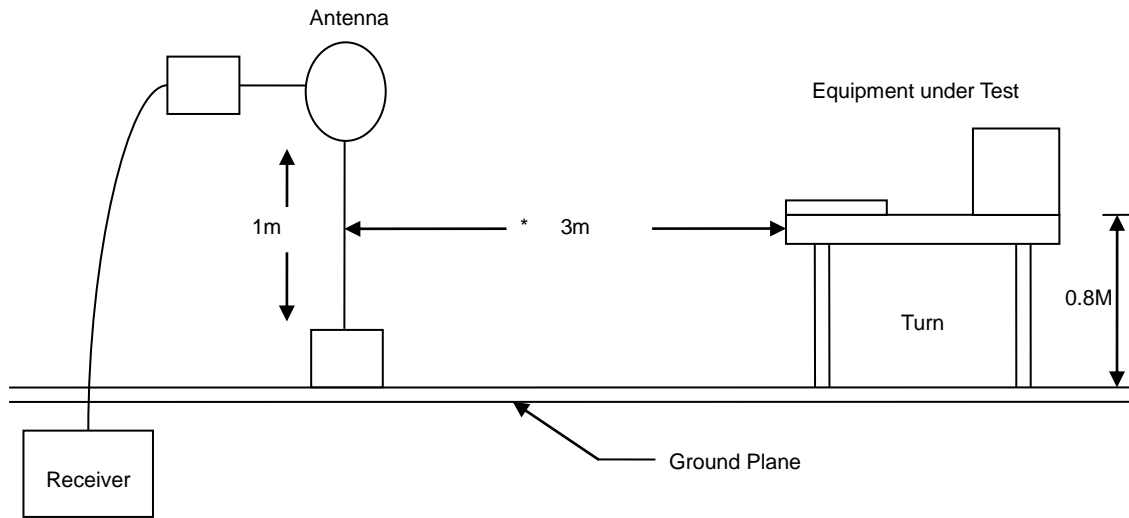 Antenna
Equipment under Test
1m
* 3m
0.8M
Turn
Ground Plane
Receiver